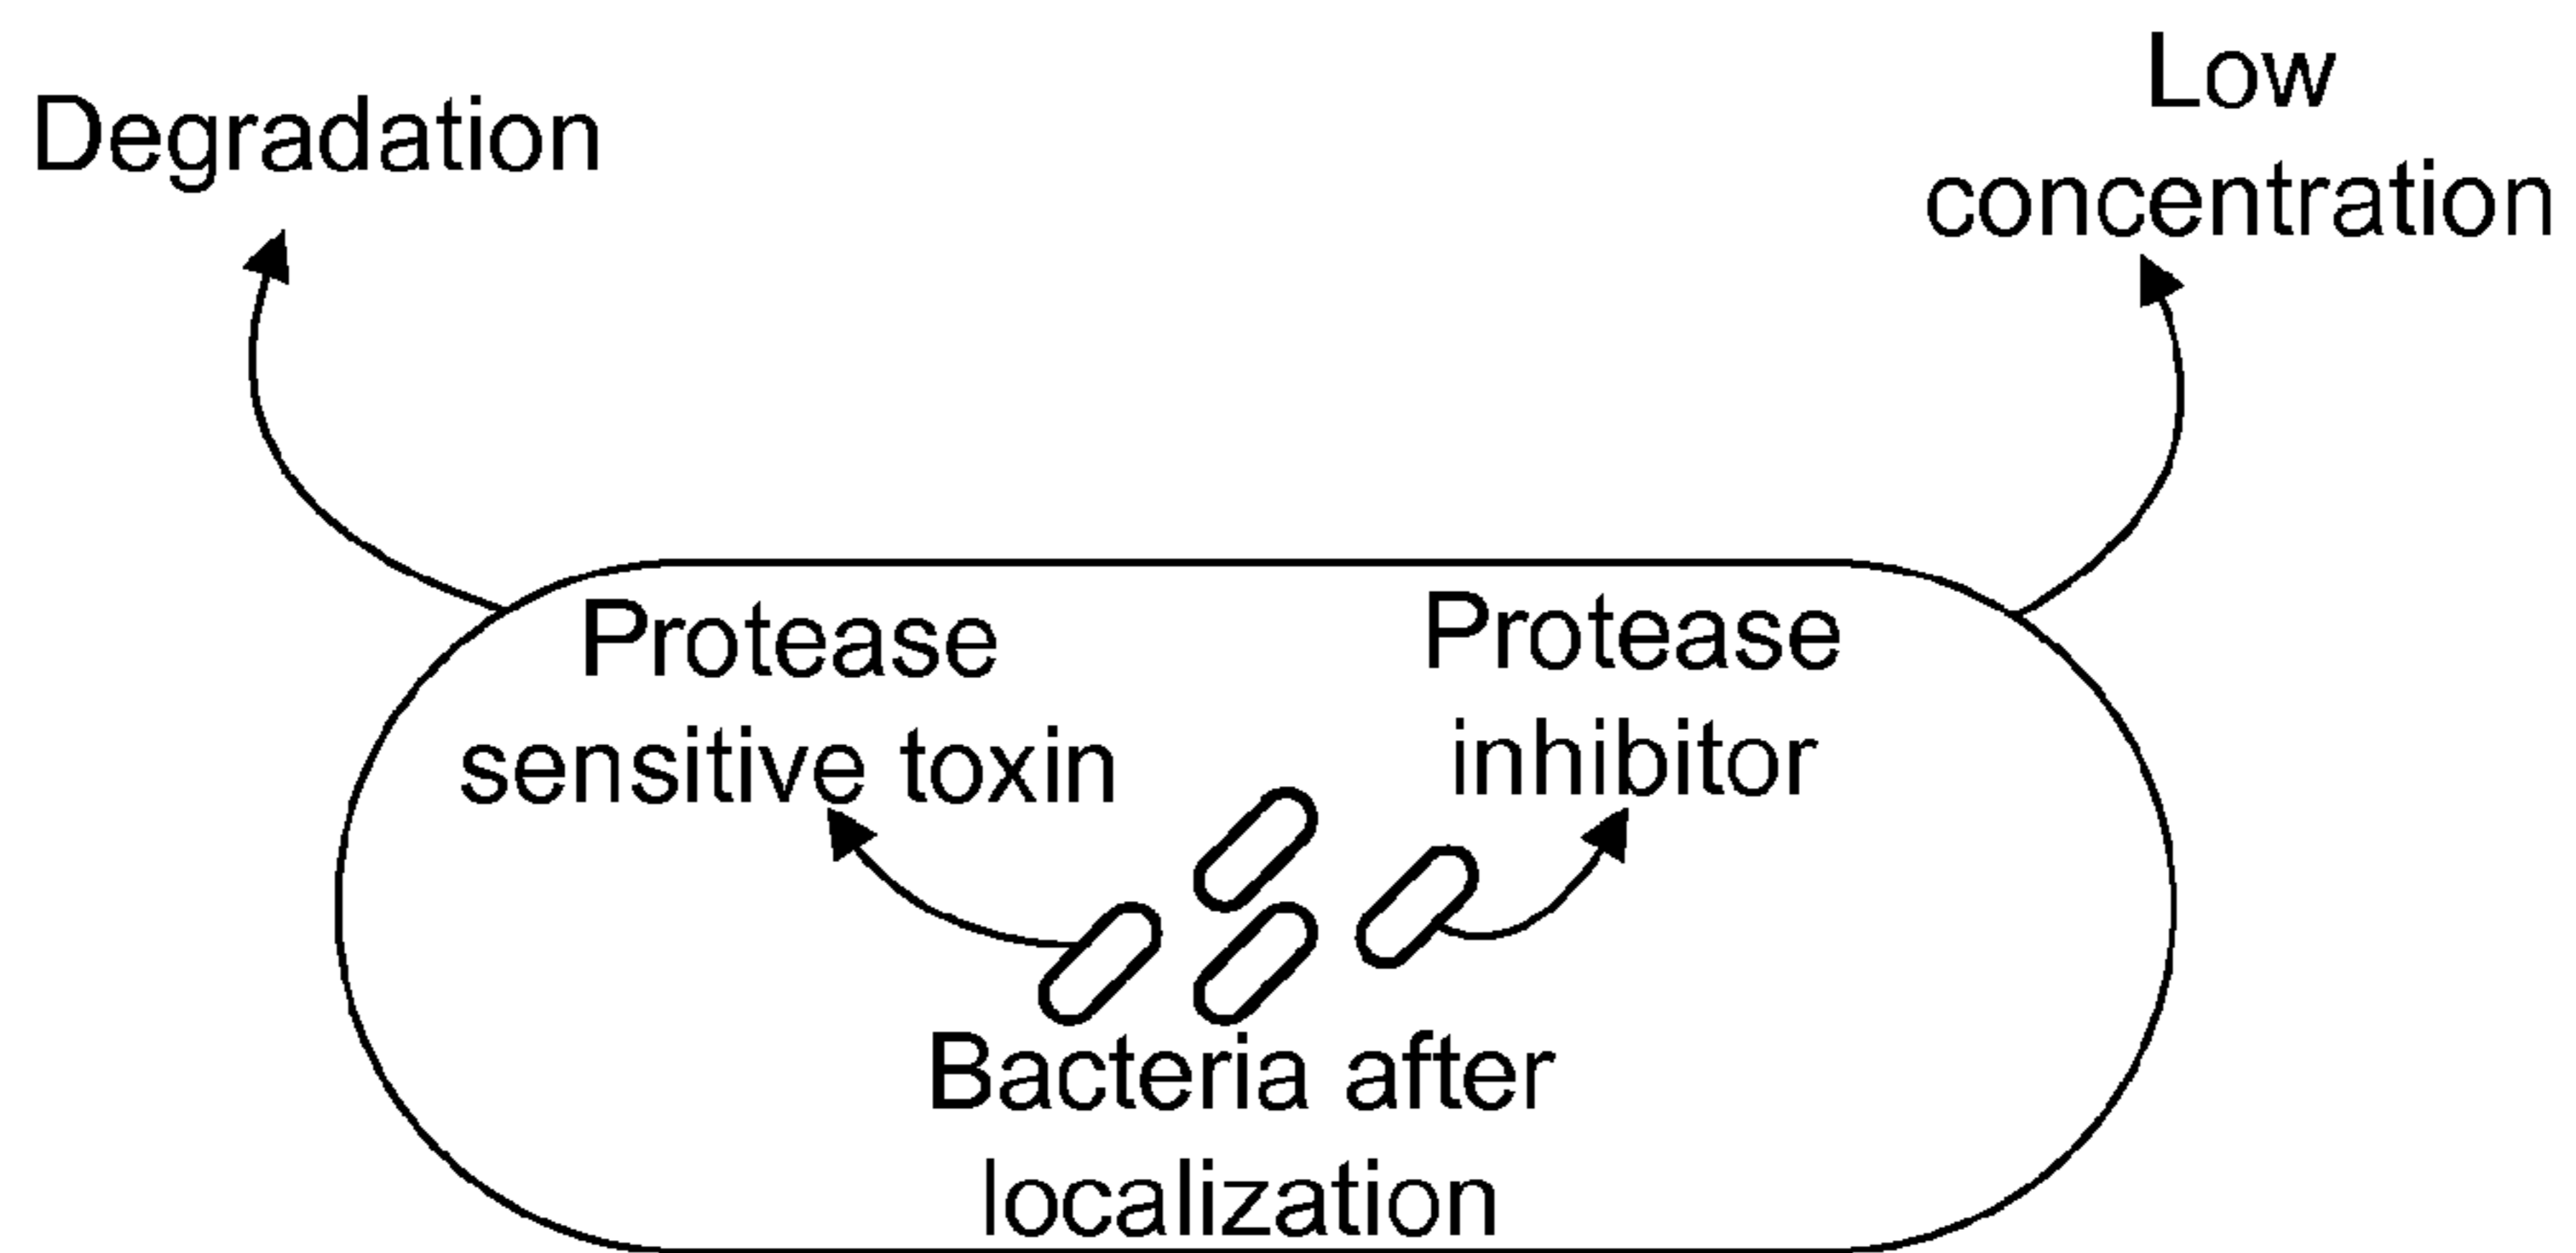 Degradation
Low
concentration
Protease
sensitive toxin
Protease
inhibitor
Bacteria after
localization